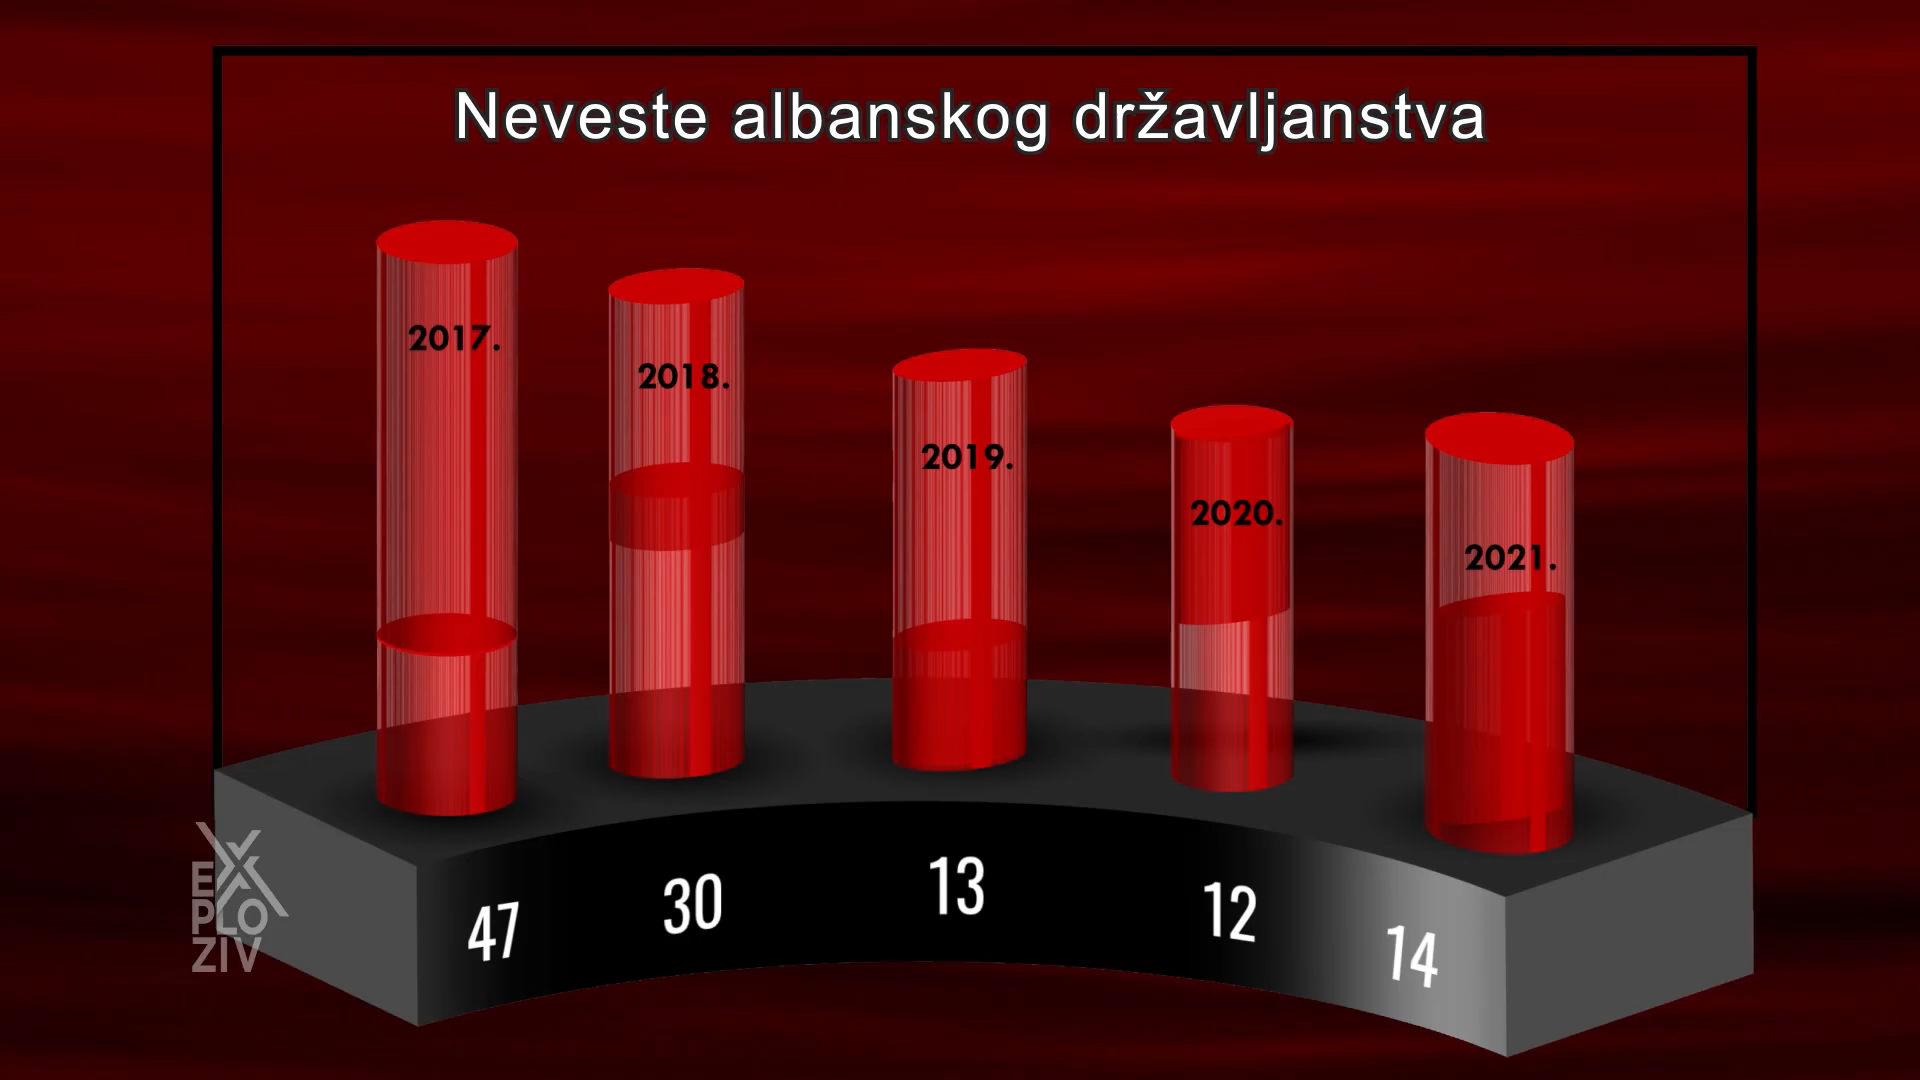 Neveste albanskog državljanstva
2017.
2018.
2019.
2020.
2021.
47
30
13
12
14
EX
PLO
ZIV